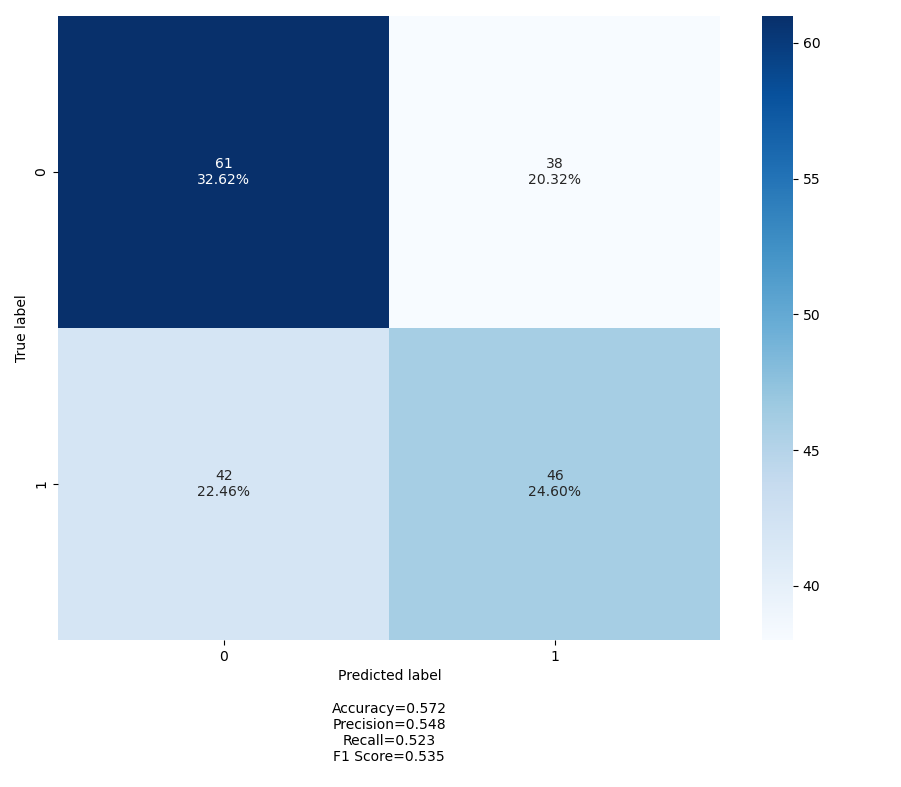 61
32.62%
38
20.32%
42
22.46%
46
24.60%
0
1
True label
0
1
Predicted label
Accuracy=0.572
Precision=0.548
Recall=0.523
F1 Score=0.535
60
55
50
45
40